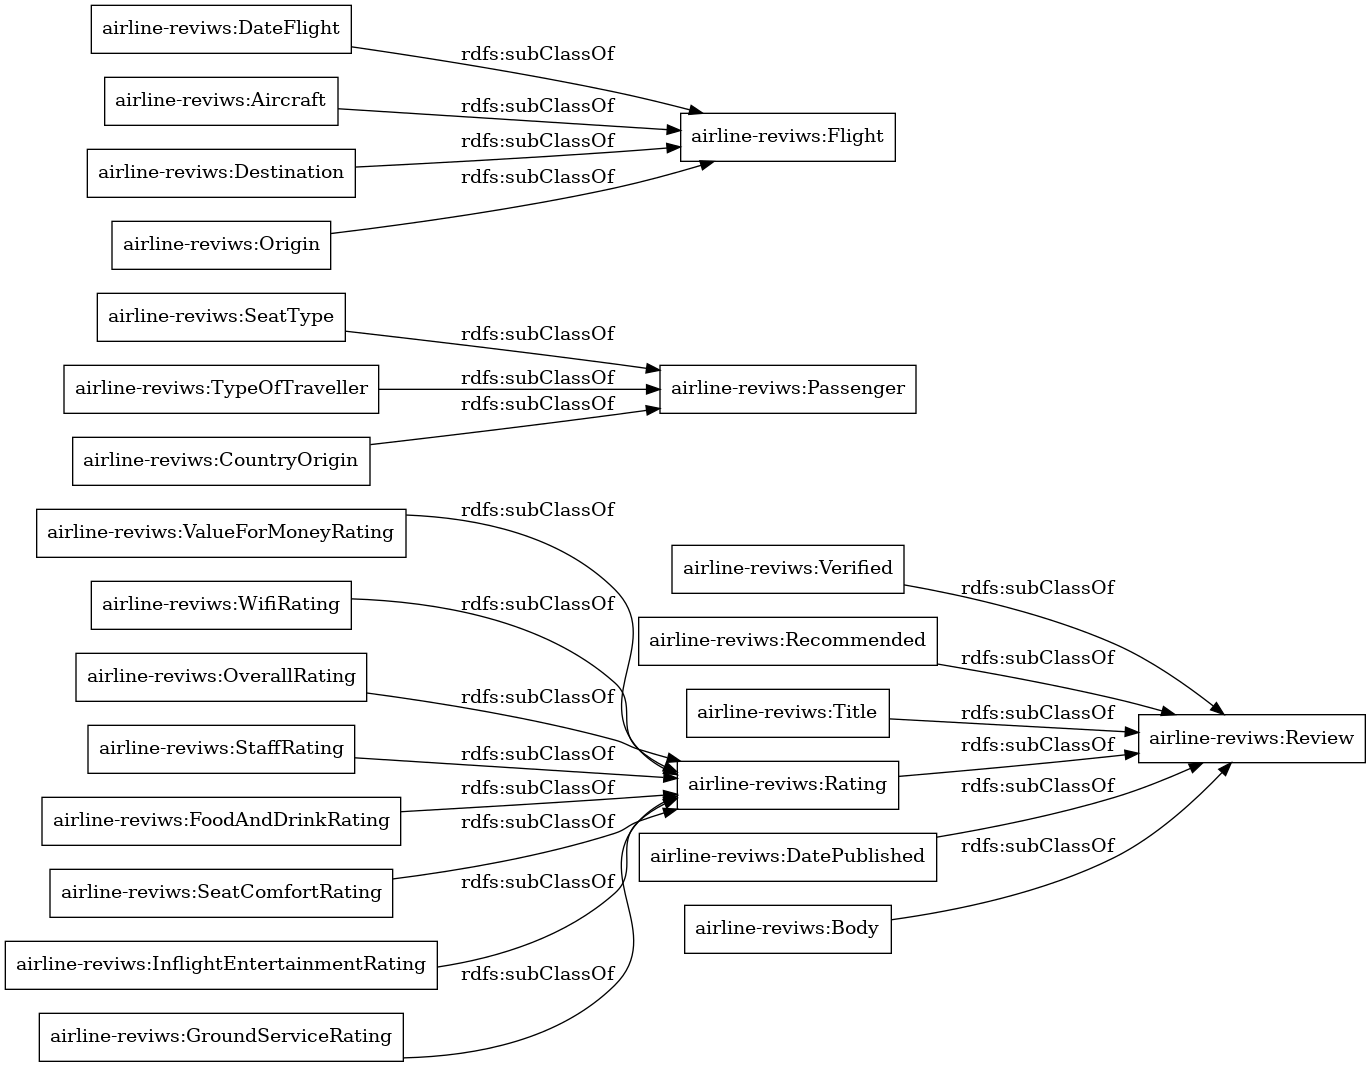 airline-reviws:DateFlight
rdfs:subClassOf
airline-reviws:Aircraft
rdfs:subClassOf
airline-reviws:Flight
rdfs:subClassOf
airline-reviws:Destination
rdfs:subClassOf
airline-reviws:Origin
airline-reviws:SeatType
rdfs:subClassOf
airline-reviws:TypeOfTraveller
rdfs:subClassOf
airline-reviws:Passenger
rdfs:subClassOf
airline-reviws:CountryOrigin
airline-reviws:ValueForMoneyRating
rdfs:subClassOf
airline-reviws:WifiRating
rdfs:subClassOf
airline-reviws:OverallRating
rdfs:subClassOf
airline-reviws:StaffRating
rdfs:subClassOf
airline-reviws:FoodAndDrinkRating
rdfs:subClassOf
airline-reviws:SeatComfortRating
rdfs:subClassOf
airline-reviws:InflightEntertainmentRating
rdfs:subClassOf
airline-reviws:GroundServiceRating
rdfs:subClassOf
airline-reviws:Verified
rdfs:subClassOf
airline-reviws:Recommended
rdfs:subClassOf
airline-reviws:Title
rdfs:subClassOf
airline-reviws:Review
airline-reviws:Rating
rdfs:subClassOf
airline-reviws:DatePublished
rdfs:subClassOf
airline-reviws:Body
rdfs:subClassOf